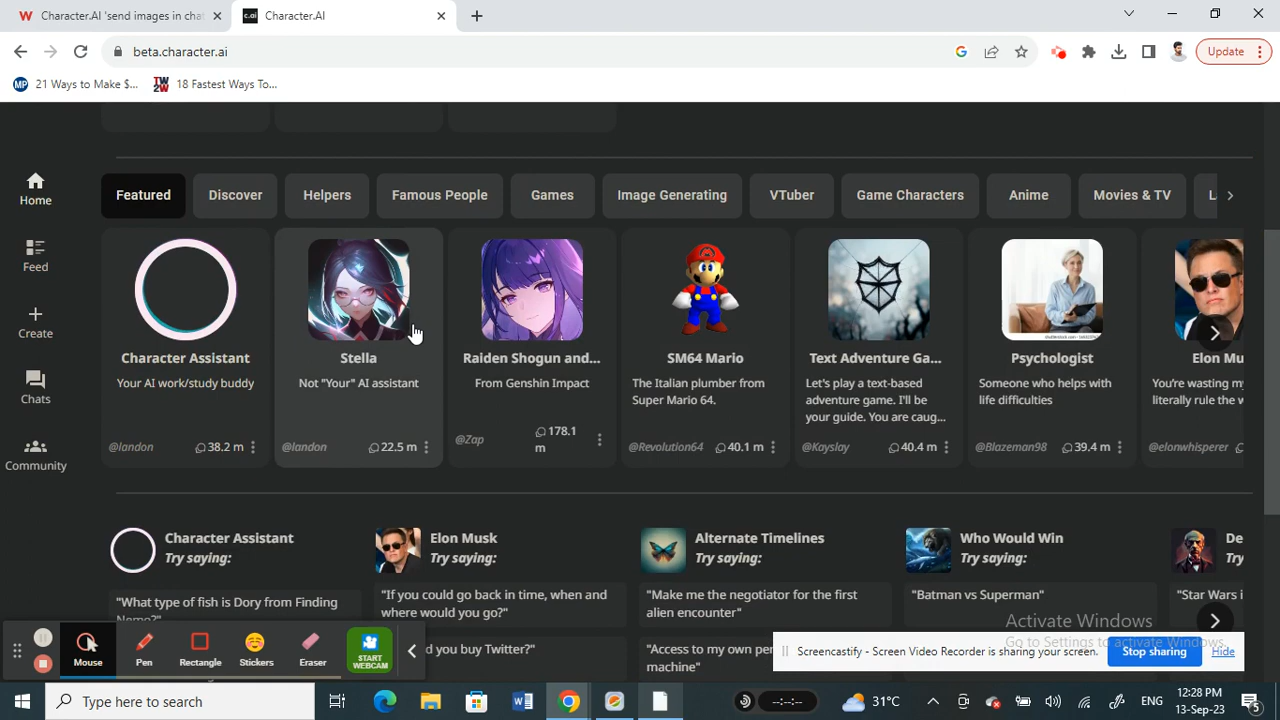 Character.AI 'send images in chat
Character.AI
beta.character.ai
Update
21 Ways to Make $...
18 Fastest Ways To...
Home
Feed
Create
Chats
Community
Featured
Discover
Helpers
Famous People
Games
Image Generating
VTuber
Game Characters
Anime
Movies & TV
Character Assistant
Your AI work/study buddy
@landon
38.2 m
Stella
Not "Your" AI assistant
@landon
22.5 m
Raiden Shogun and...
From Genshin Impact
@Zap
178.1
m
SM64 Mario
The Italian plumber from
Super Mario 64.
@Revolution64
40.1 m
Text Adventure Ga...
Let's play a text-based
adventure game. I'll be
your guide. You are caug...
@Kayslay
40.4 m
Psychologist
Someone who helps with
life difficulties
@Blazeman98
39.4 m
Elon Mu
You're wasting my
literally rule the w
@elonwhisperer
Character Assistant
Try saying:
"What type of fish is Dory from Finding
Nemo?"
Elon Musk
Try saying:
"If you could go back in time, when and
where would you go?"
d you buy Twitter?"
Alternate Timelines
Try saying:
"Make me the negotiator for the first
alien encounter"
"Access to my own per
machine"
Who Would Win
Try saying:
"Batman vs Superman"
De
Try
"Star Wars i
Activate Windows
Go to Settings to activate Windows.
Mouse
Pen
Rectangle
Stickers
Eraser
START
WEBCAM
Screencastify - Screen Video Recorder is sharing your screen.
Stop sharing
Hide
Type here to search
--:--:--
31°C
ENG
12:28 PM
13-Sep-23
5